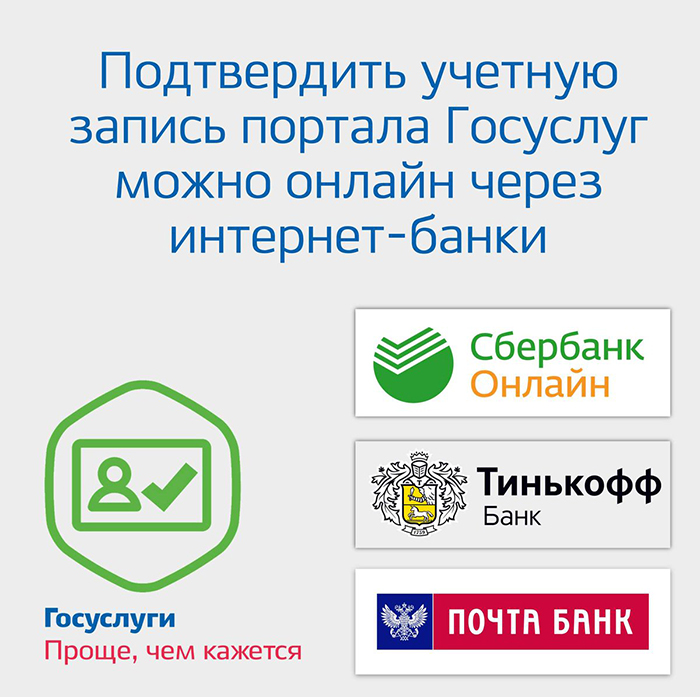 Подтвердить учетную
запись портала Госуслуг
можно онлайн через
интернет-банки
Сбербанк
Онлайн
Тинькофф
Банк
ПОЧТА БАНК
Госуслуги
Проще, чем кажется